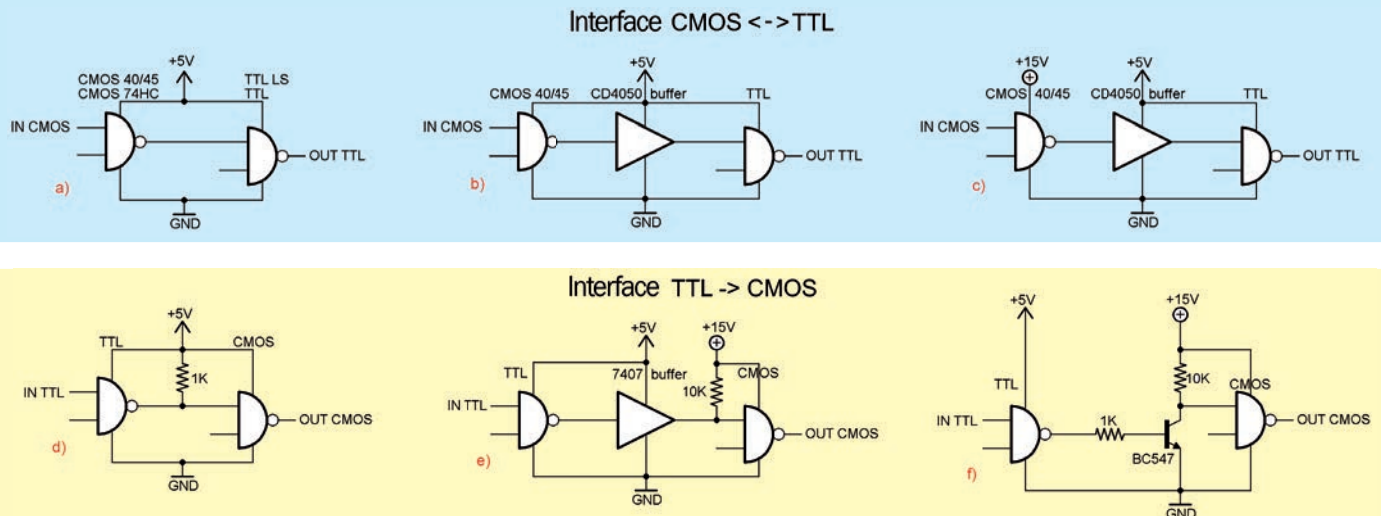 Interface CMOS <-> TTL
+5V
CMOS 40/45 TTL LS
CMOS 74HC TTL
IN CMOS
OUT TTL
a)
GND
+5V
CMOS 40/45 CD4050 buffer TTL
IN CMOS
OUT TTL
b)
GND
+15V +5V
CMOS 40/45 CD4050 buffer TTL
IN CMOS
OUT TTL
c)
GND
Interface TTL -> CMOS
+5V
TTL CMOS
1K
IN TTL
OUT CMOS
d)
GND
+5V +15V
TTL 7407 buffer CMOS
10K
IN TTL
OUT CMOS
e)
GND
+5V +15V
TTL 10K CMOS
IN TTL 1K OUT CMOS
BC547
f)
GND